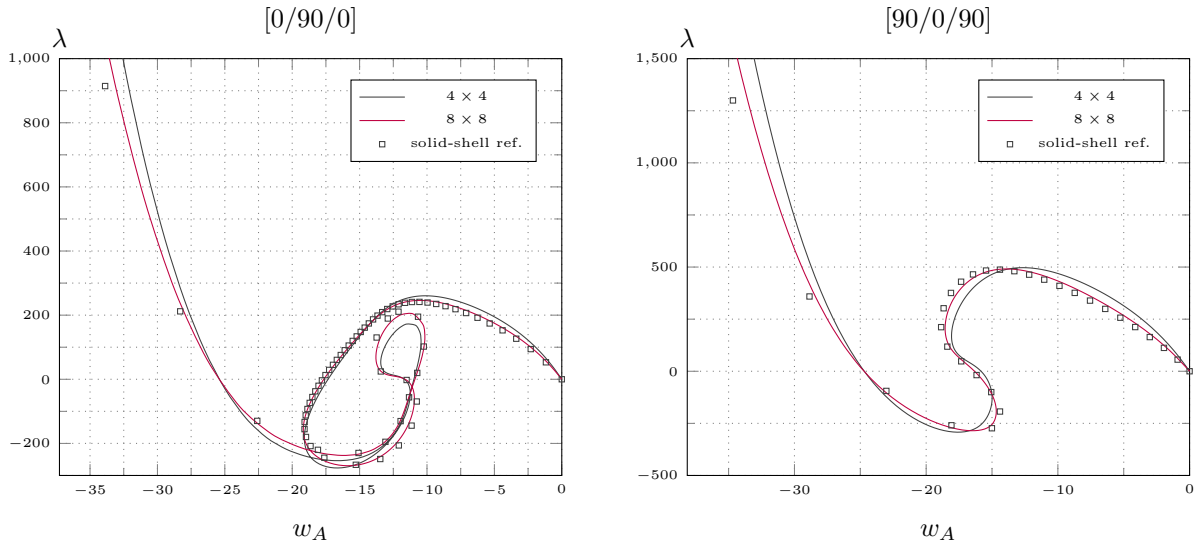 [0/90/0]
λ
1,000
800
600
400
200
0
−200
−35
−30
−25
−20
−15
−10
−5
0
w_A
4 × 4
8 × 8
solid-shell ref.
[90/0/90]
λ
1,500
1,000
500
0
−500
−30
−20
−10
0
w_A
4 × 4
8 × 8
solid-shell ref.